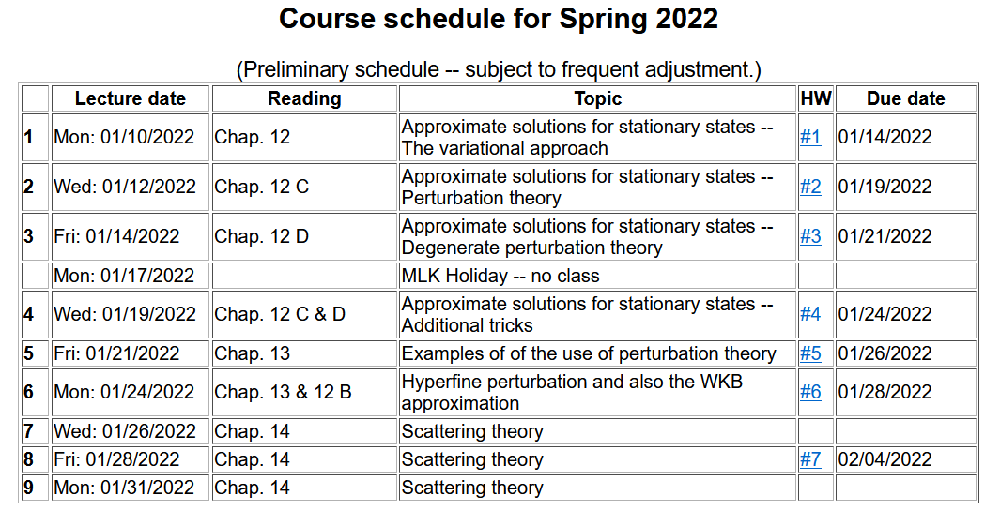 Course schedule for Spring 2022
(Preliminary schedule -- subject to frequent adjustment.)
Lecture date Reading Topic HW Due date
1 Mon: 01/10/2022 Chap. 12 Approximate solutions for stationary states -- #1 01/14/2022
The variational approach
2 Wed: 01/12/2022 Chap. 12 C Approximate solutions for stationary states -- #2 01/19/2022
Perturbation theory
3 Fri: 01/14/2022 Chap. 12 D Approximate solutions for stationary states -- #3 01/21/2022
Degenerate perturbation theory
Mon: 01/17/2022 MLK Holiday -- no class
4 Wed: 01/19/2022 Chap. 12 C & D Approximate solutions for stationary states -- #4 01/24/2022
Additional tricks
5 Fri: 01/21/2022 Chap. 13 Examples of of the use of perturbation theory #5 01/26/2022
6 Mon: 01/24/2022 Chap. 13 & 12 B Hyperfine perturbation and also the WKB #6 01/28/2022
approximation
7 Wed: 01/26/2022 Chap. 14 Scattering theory
8 Fri: 01/28/2022 Chap. 14 Scattering theory #7 02/04/2022
9 Mon: 01/31/2022 Chap. 14 Scattering theory